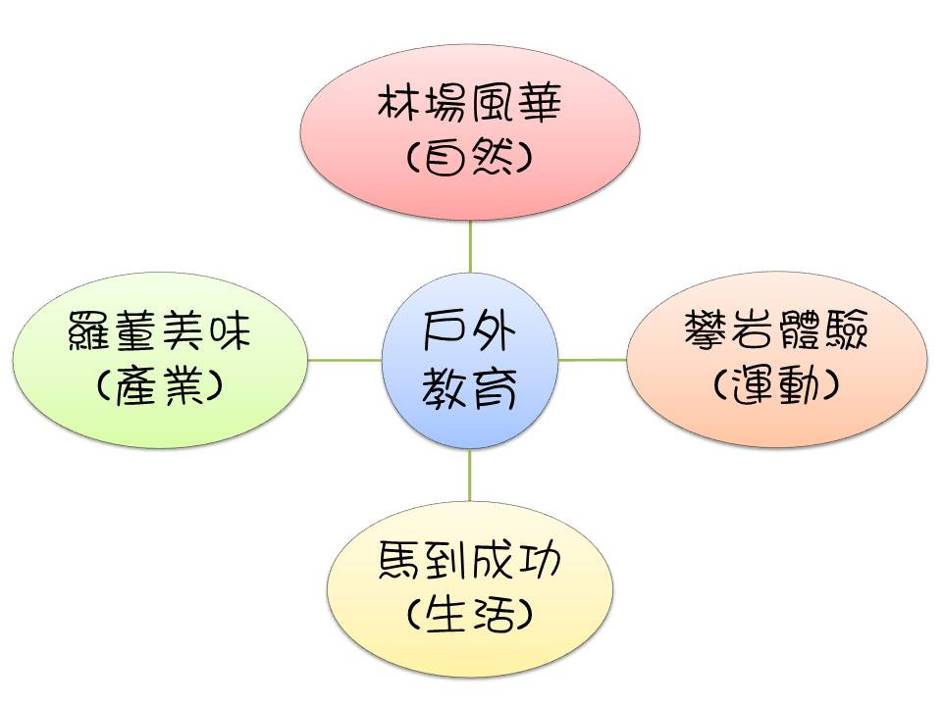 林場風華
(自然)
羅董美味
(產業)
戶外
教育
攀岩體驗
(運動)
馬到成功
(生活)